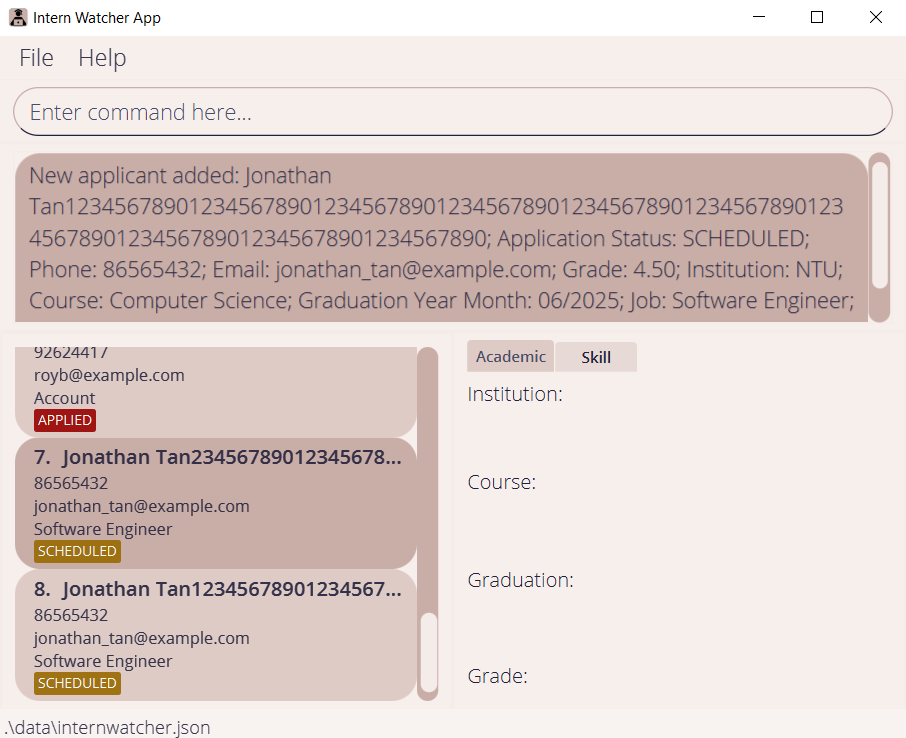 Intern Watcher App
File Help
Enter command here...
New applicant added: Jonathan
Tan123456789012345678901234567890123456789012345678901234567890123
4567890123456789012345678901234567890; Application Status: SCHEDULED;
Phone: 86565432; Email: jonathan_tan@example.com; Grade: 4.50; Institution: NTU;
Course: Computer Science; Graduation Year Month: 06/2025; Job: Software Engineer;
92624417
royb@example.com
Account
APPLIED
7. Jonathan Tan23456789012345678...
86565432
jonathan_tan@example.com
Software Engineer
SCHEDULED
8. Jonathan Tan12345678901234567...
86565432
jonathan_tan@example.com
Software Engineer
SCHEDULED
Academic Skill
Institution:
Course:
Graduation:
Grade:
.\data\internwatcher.json